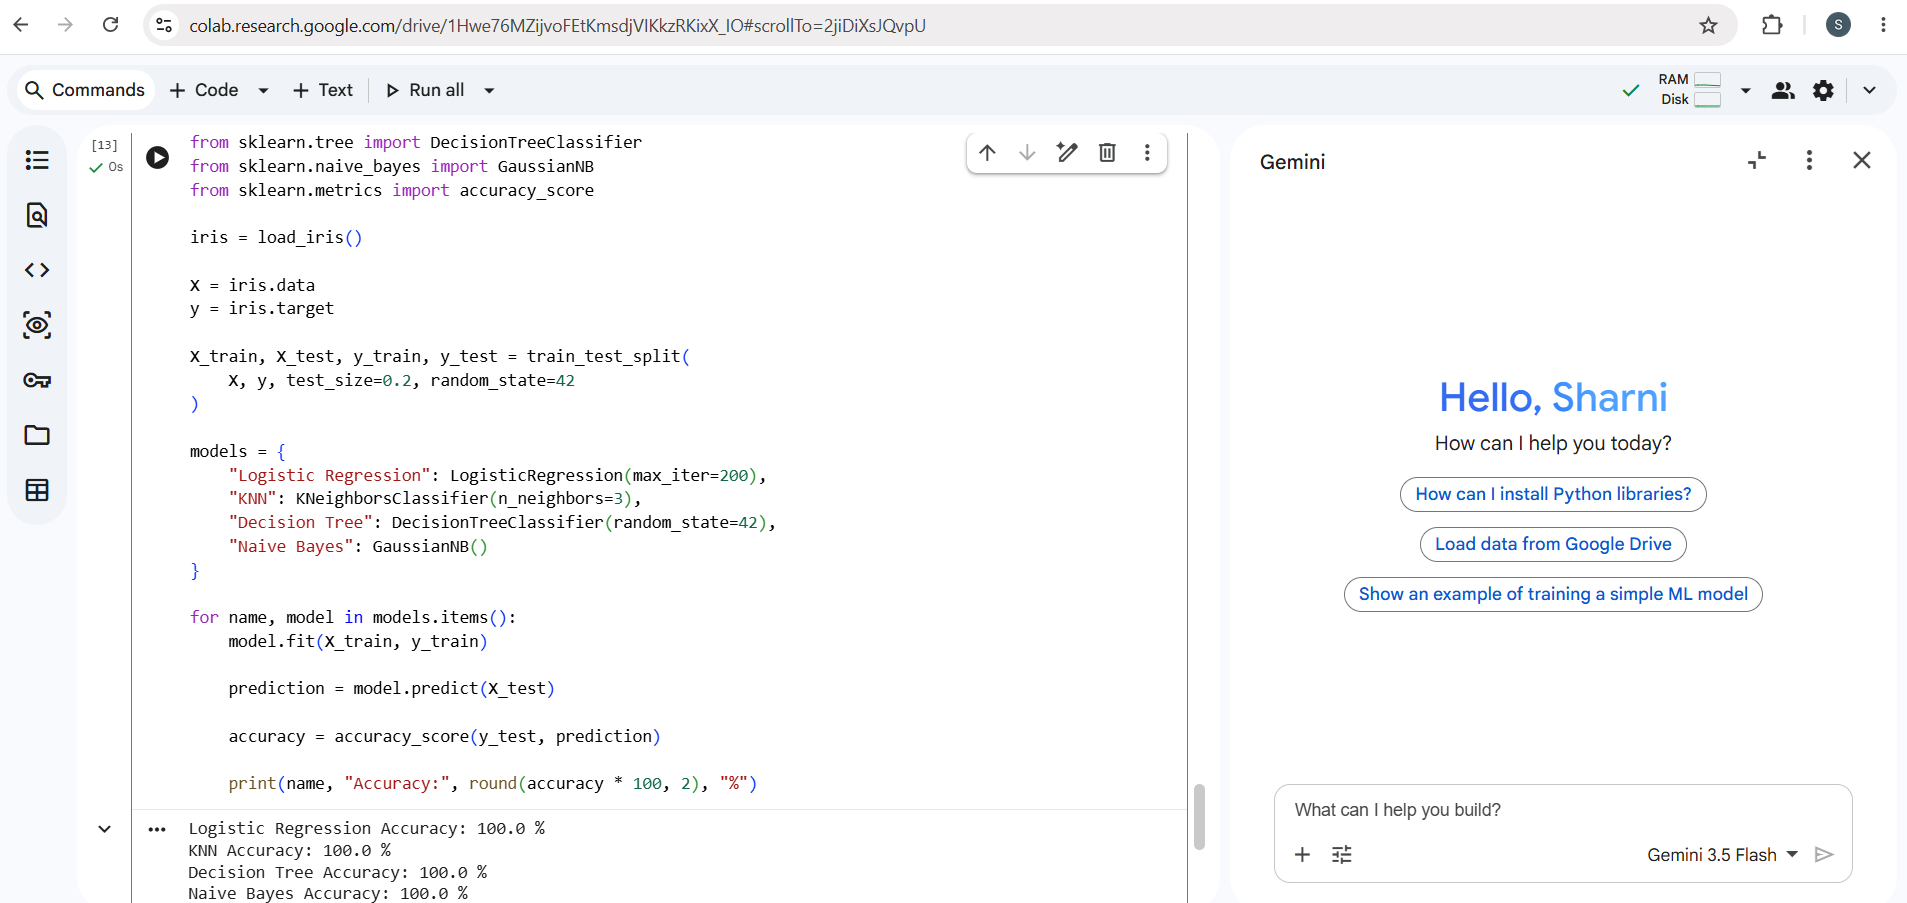 colab.research.google.com/drive/1Hwe76MZijvoFEtKmsdjVIKkzRKixX_IO#scrollTo=2jiDiXsJQvpU
S
Commands
+ Code
+ Text
Run all
RAM
Disk
[13]
0s
from sklearn.tree import DecisionTreeClassifier
from sklearn.naive_bayes import GaussianNB
from sklearn.metrics import accuracy_score
iris = load_iris()
X = iris.data
y = iris.target
X_train, X_test, y_train, y_test = train_test_split(
    X, y, test_size=0.2, random_state=42
)
models = {
    "Logistic Regression": LogisticRegression(max_iter=200),
    "KNN": KNeighborsClassifier(n_neighbors=3),
    "Decision Tree": DecisionTreeClassifier(random_state=42),
    "Naive Bayes": GaussianNB()
}
for name, model in models.items():
    model.fit(X_train, y_train)
    prediction = model.predict(X_test)
    accuracy = accuracy_score(y_test, prediction)
    print(name, "Accuracy:", round(accuracy * 100, 2), "%")
Logistic Regression Accuracy: 100.0 %
KNN Accuracy: 100.0 %
Decision Tree Accuracy: 100.0 %
Naive Bayes Accuracy: 100.0 %
Gemini
Hello, Sharni
How can I help you today?
How can I install Python libraries?
Load data from Google Drive
Show an example of training a simple ML model
What can I help you build?
Gemini 3.5 Flash